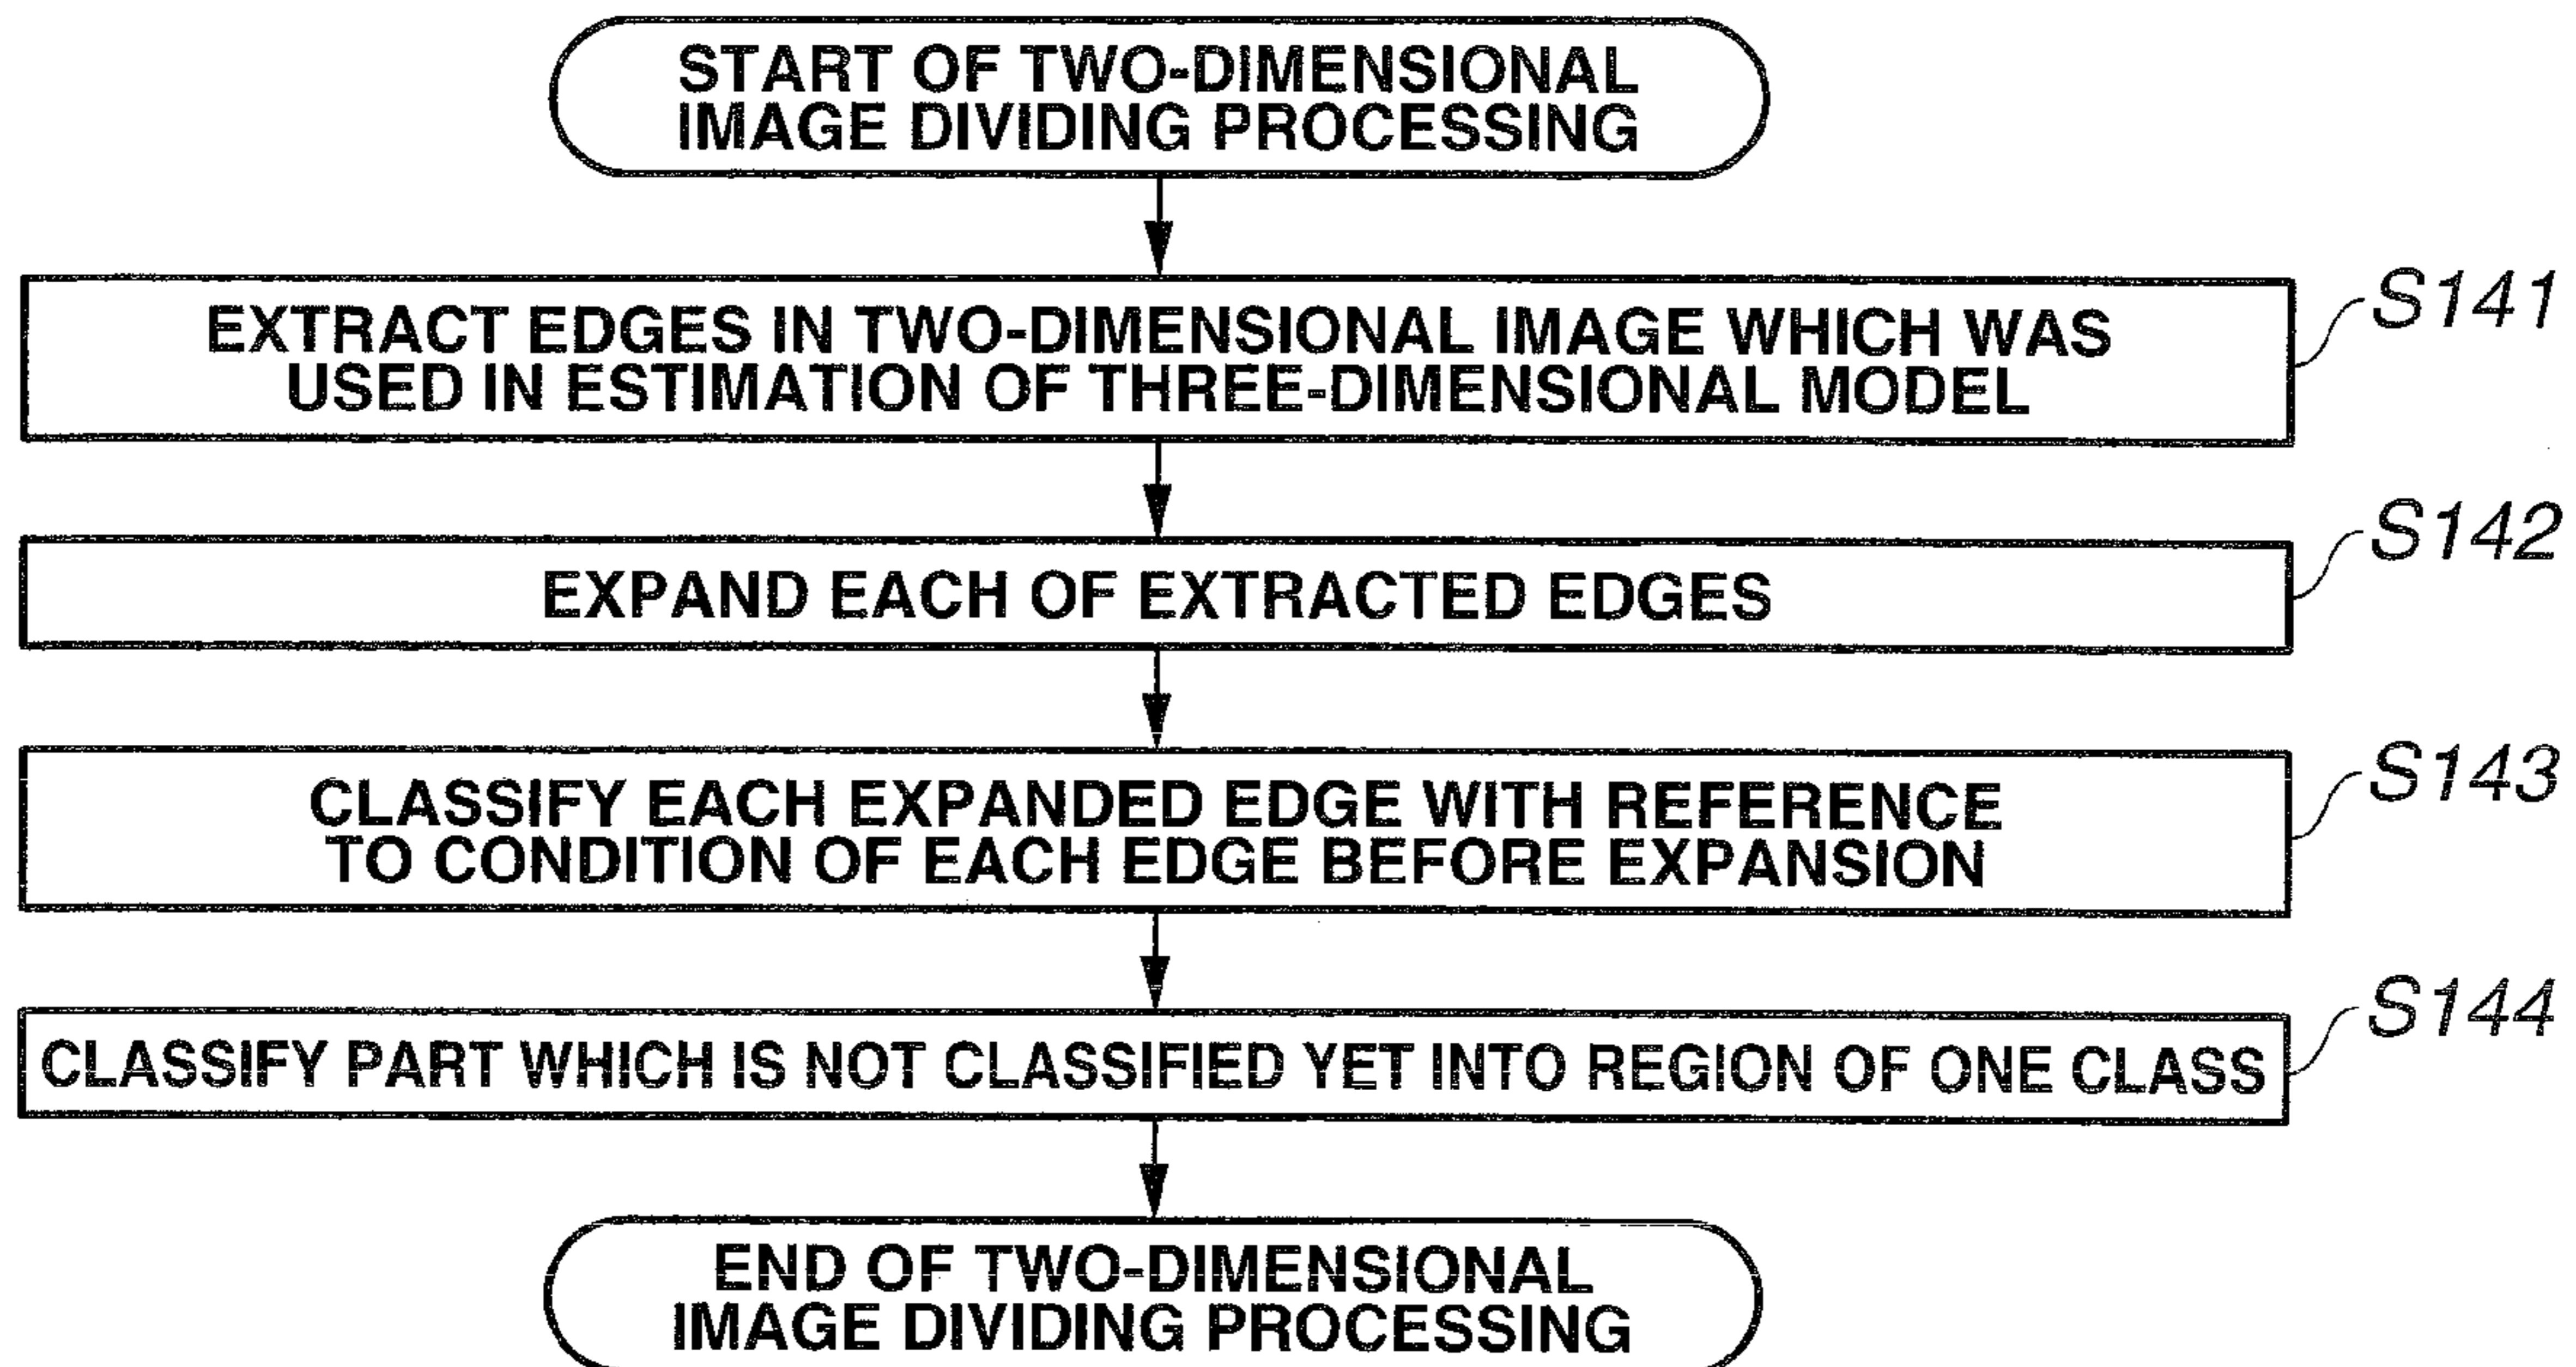 START OF TWO-DIMENSIONAL
IMAGE DIVIDING PROCESSING
EXTRACT EDGES IN TWO-DIMENSIONAL IMAGE WHICH WAS
USED IN ESTIMATION OF THREE-DIMENSIONAL MODEL
S141
EXPAND EACH OF EXTRACTED EDGES
S142
CLASSIFY EACH EXPANDED EDGE WITH REFERENCE
TO CONDITION OF EACH EDGE BEFORE EXPANSION
S143
CLASSIFY PART WHICH IS NOT CLASSIFIED YET INTO REGION OF ONE CLASS
S144
END OF TWO-DIMENSIONAL
IMAGE DIVIDING PROCESSING